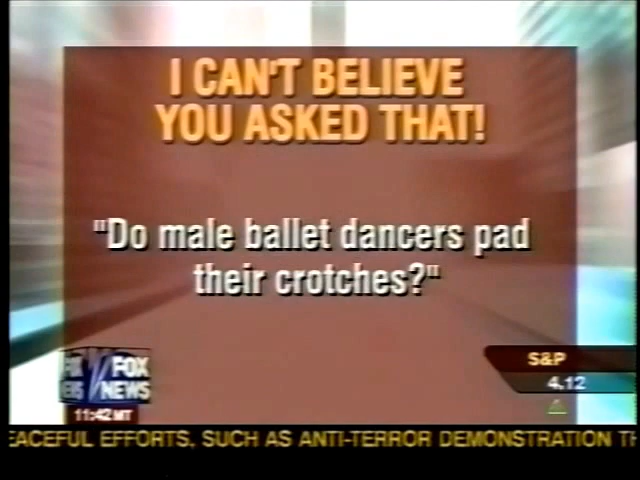 I CAN'T BELIEVE
YOU ASKED THAT!
"Do male ballet dancers pad
their crotches?"
FOX
NEWS
11:42 MT
S&P
4.12
EACEFUL EFFORTS, SUCH AS ANTI-TERROR DEMONSTRATION TH